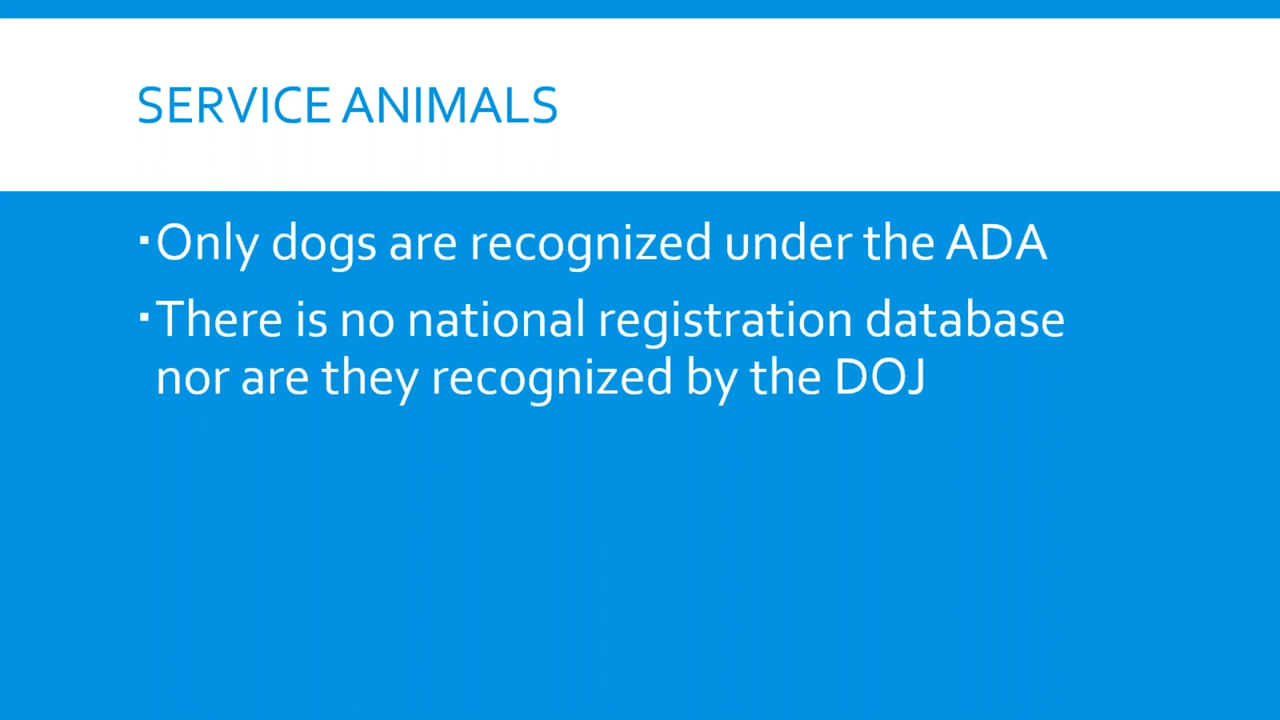 SERVICE ANIMALS
▪Only dogs are recognized under the ADA
▪There is no national registration database
nor are they recognized by the DOJ